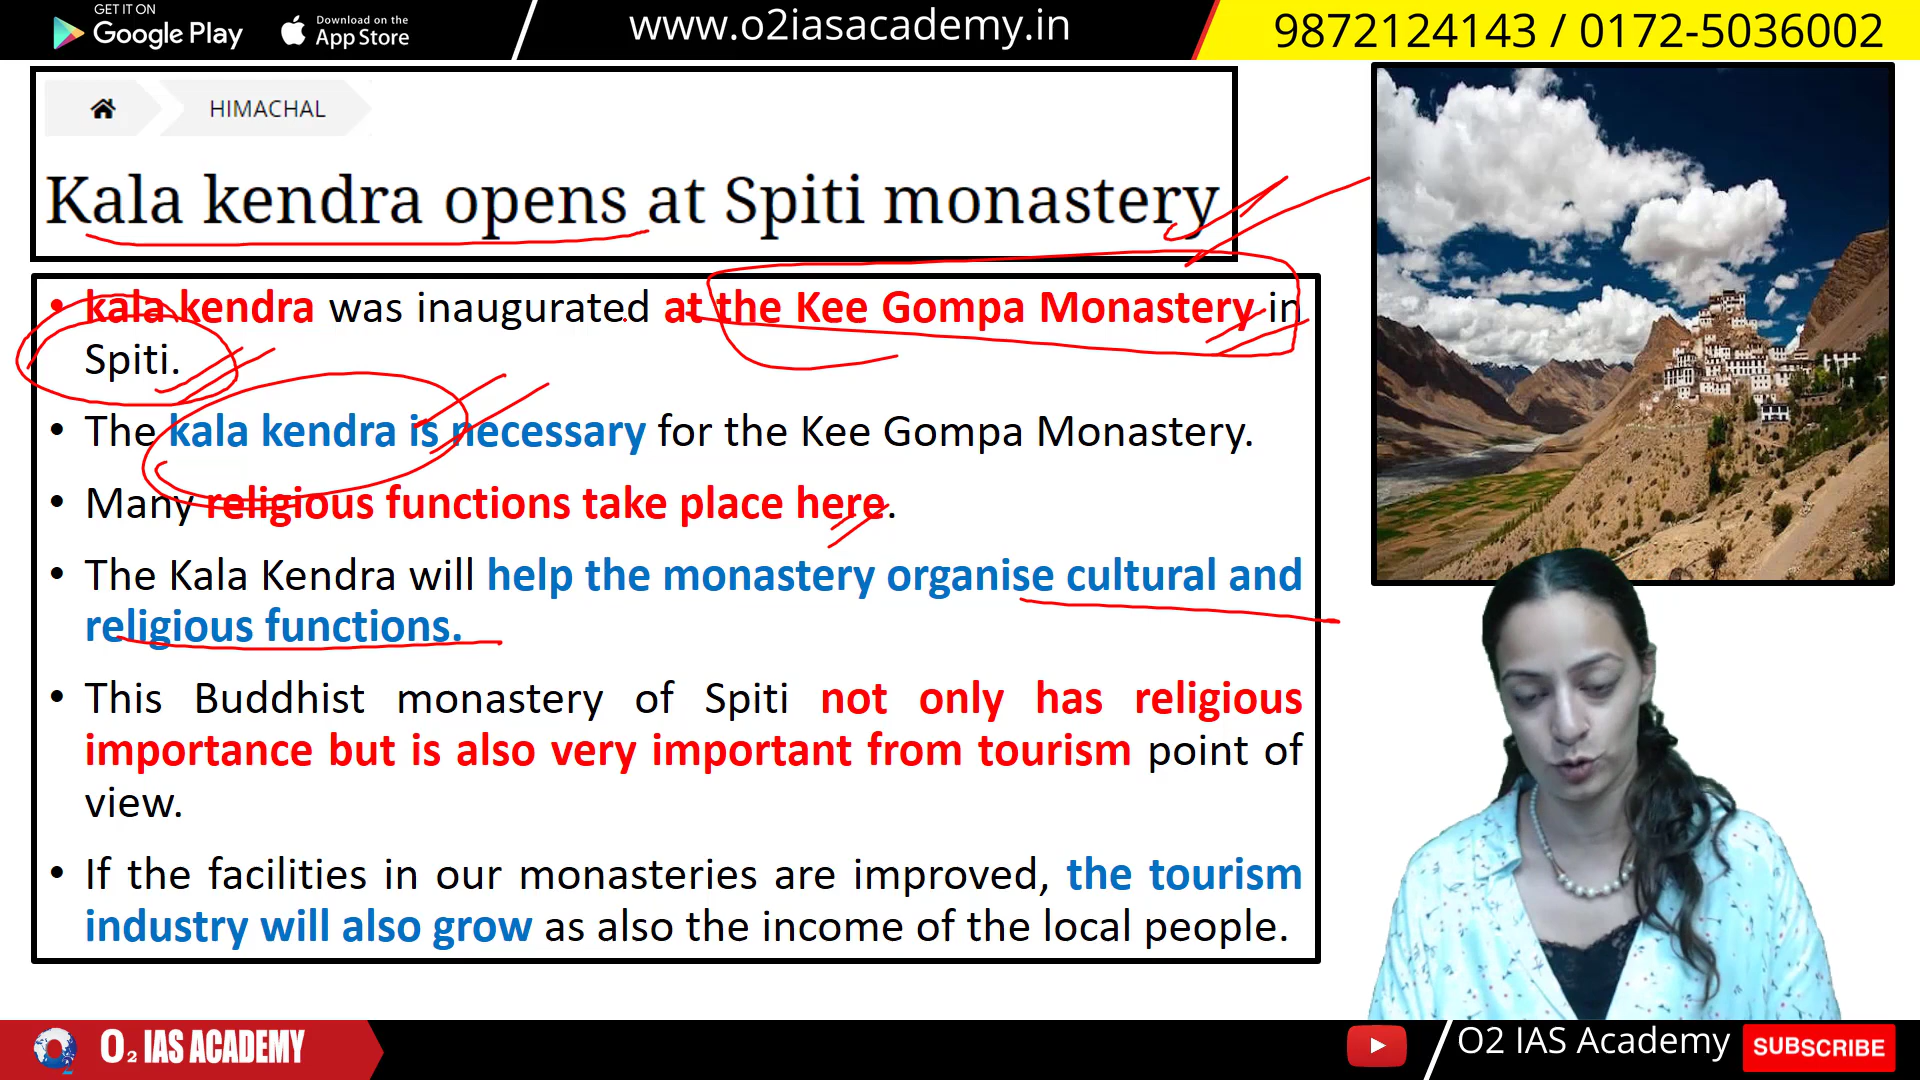 GET IT ON
Google Play
Download on the
App Store
www.o2iasacademy.in
9872124143 / 0172-5036002
HIMACHAL
Kala kendra opens at Spiti monastery
• kala kendra was inaugurated at the Kee Gompa Monastery in
Spiti.
• The kala kendra is necessary for the Kee Gompa Monastery.
• Many religious functions take place here.
• The Kala Kendra will help the monastery organise cultural and
religious functions.
• This Buddhist monastery of Spiti not only has religious
importance but is also very important from tourism point of
view.
• If the facilities in our monasteries are improved, the tourism
industry will also grow as also the income of the local people.
O2 IAS ACADEMY
O2 IAS Academy
SUBSCRIBE